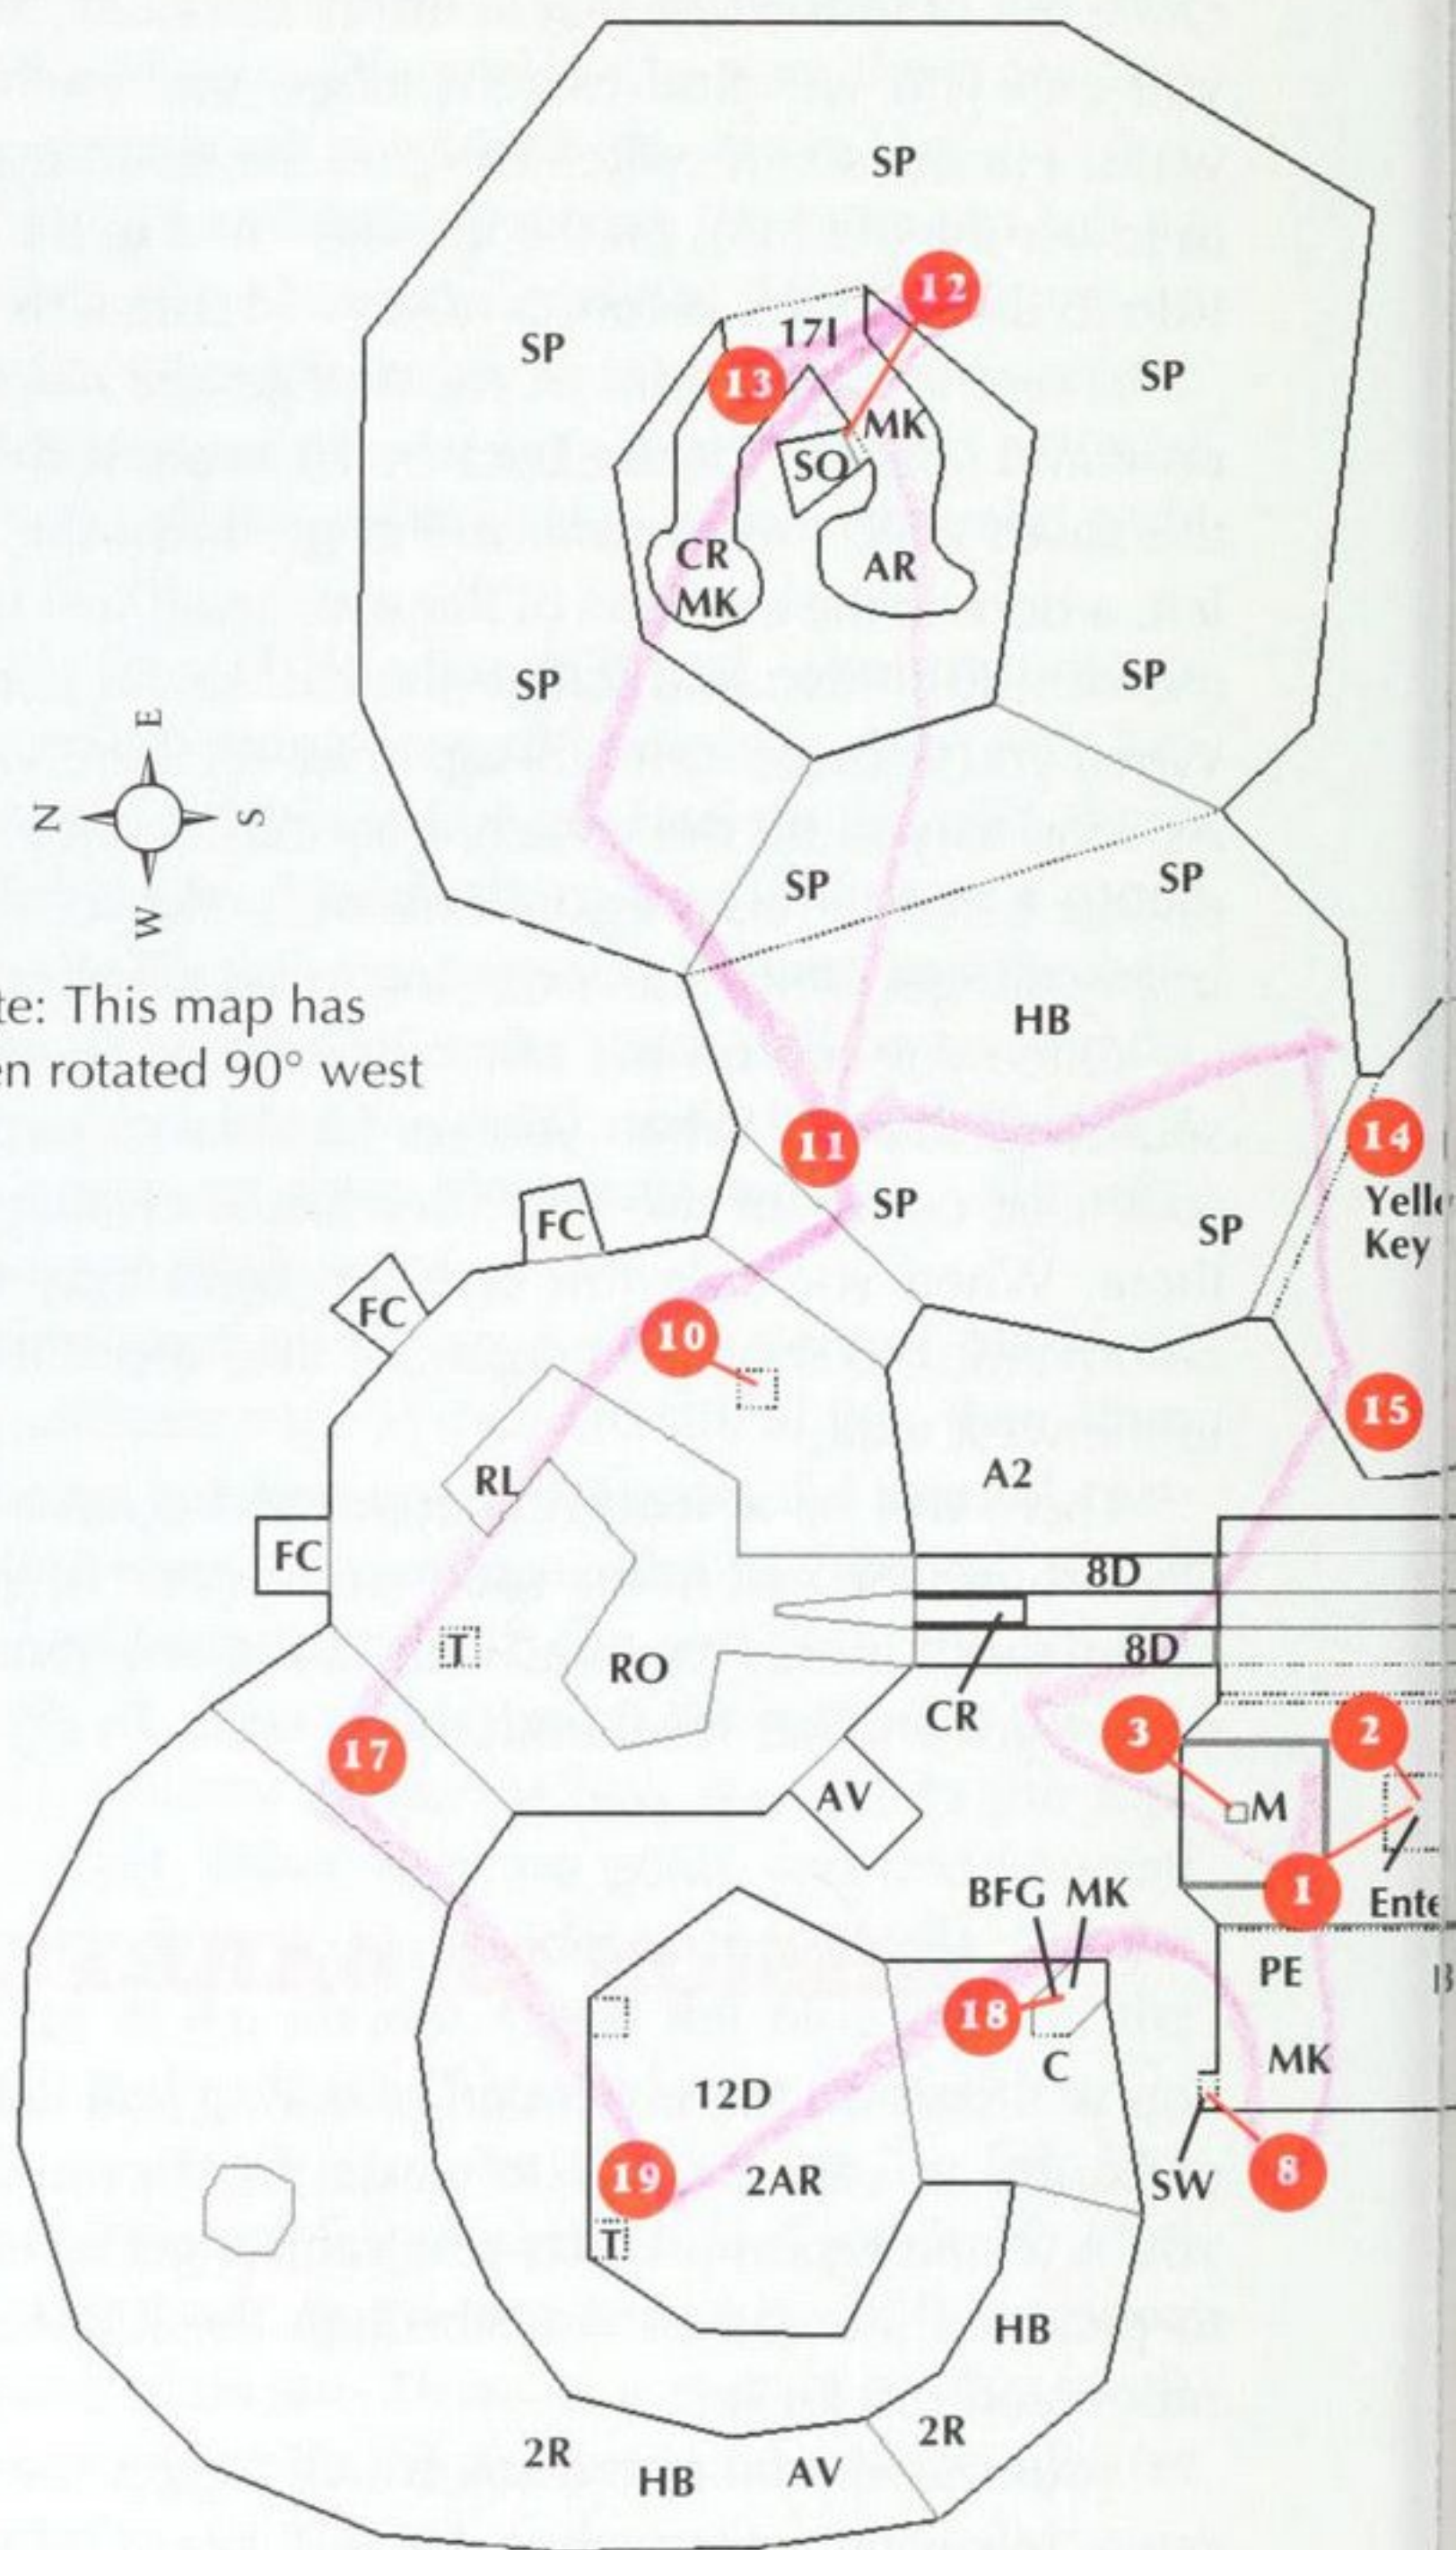 SP
12
SP
17I
13
SP
MK
SQ
CR
AR
MK
SP
SP
E
N
S
W
SP
SP
te: This map has
en rotated 90° west
HB
11
14
SP
SP
Yello
Key
FC
FC
10
15
RL
A2
FC
8D
T
RO
8D
CR
3
2
17
AV
M
BFG MK
1
Ente
PE
B
18
C
MK
12D
19
2AR
SW
8
T
HB
2R
2R
HB
AV